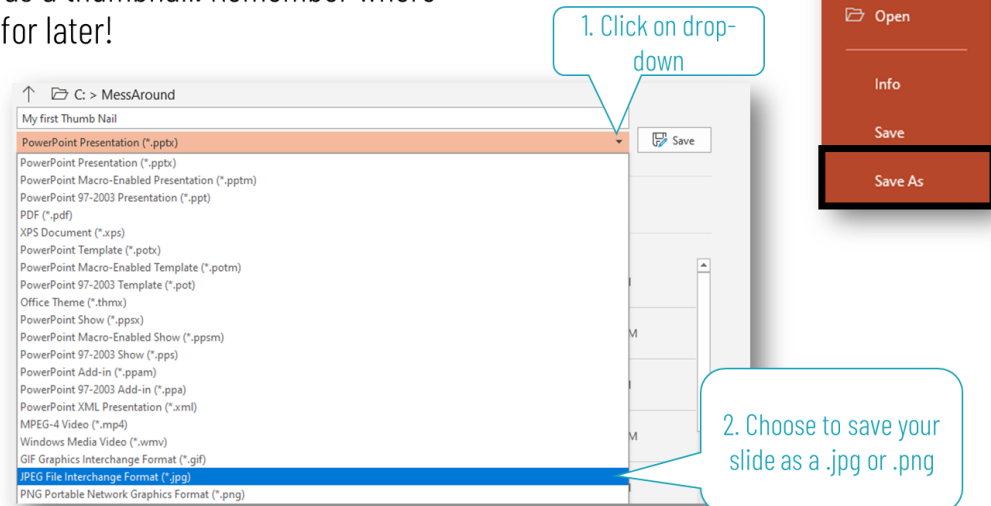 as a thumbnail. Remember where
for later!
1. Click on drop-
down
C: > MessAround
My first Thumb Nail
PowerPoint Presentation (*.pptx)
Save
PowerPoint Presentation (*.pptx)
PowerPoint Macro-Enabled Presentation (*.pptm)
PowerPoint 97-2003 Presentation (*.ppt)
PDF (*.pdf)
XPS Document (*.xps)
PowerPoint Template (*.potx)
PowerPoint Macro-Enabled Template (*.potm)
PowerPoint 97-2003 Template (*.pot)
Office Theme (*.thmx)
PowerPoint Show (*.ppsx)
PowerPoint Macro-Enabled Show (*.ppsm)
PowerPoint 97-2003 Show (*.pps)
PowerPoint Add-in (*.ppam)
PowerPoint 97-2003 Add-in (*.ppa)
PowerPoint XML Presentation (*.xml)
MPEG-4 Video (*.mp4)
Windows Media Video (*.wmv)
GIF Graphics Interchange Format (*.gif)
JPEG File Interchange Format (*.jpg)
PNG Portable Network Graphics Format (*.png)
2. Choose to save your
slide as a .jpg or .png
Open
Info
Save
Save As